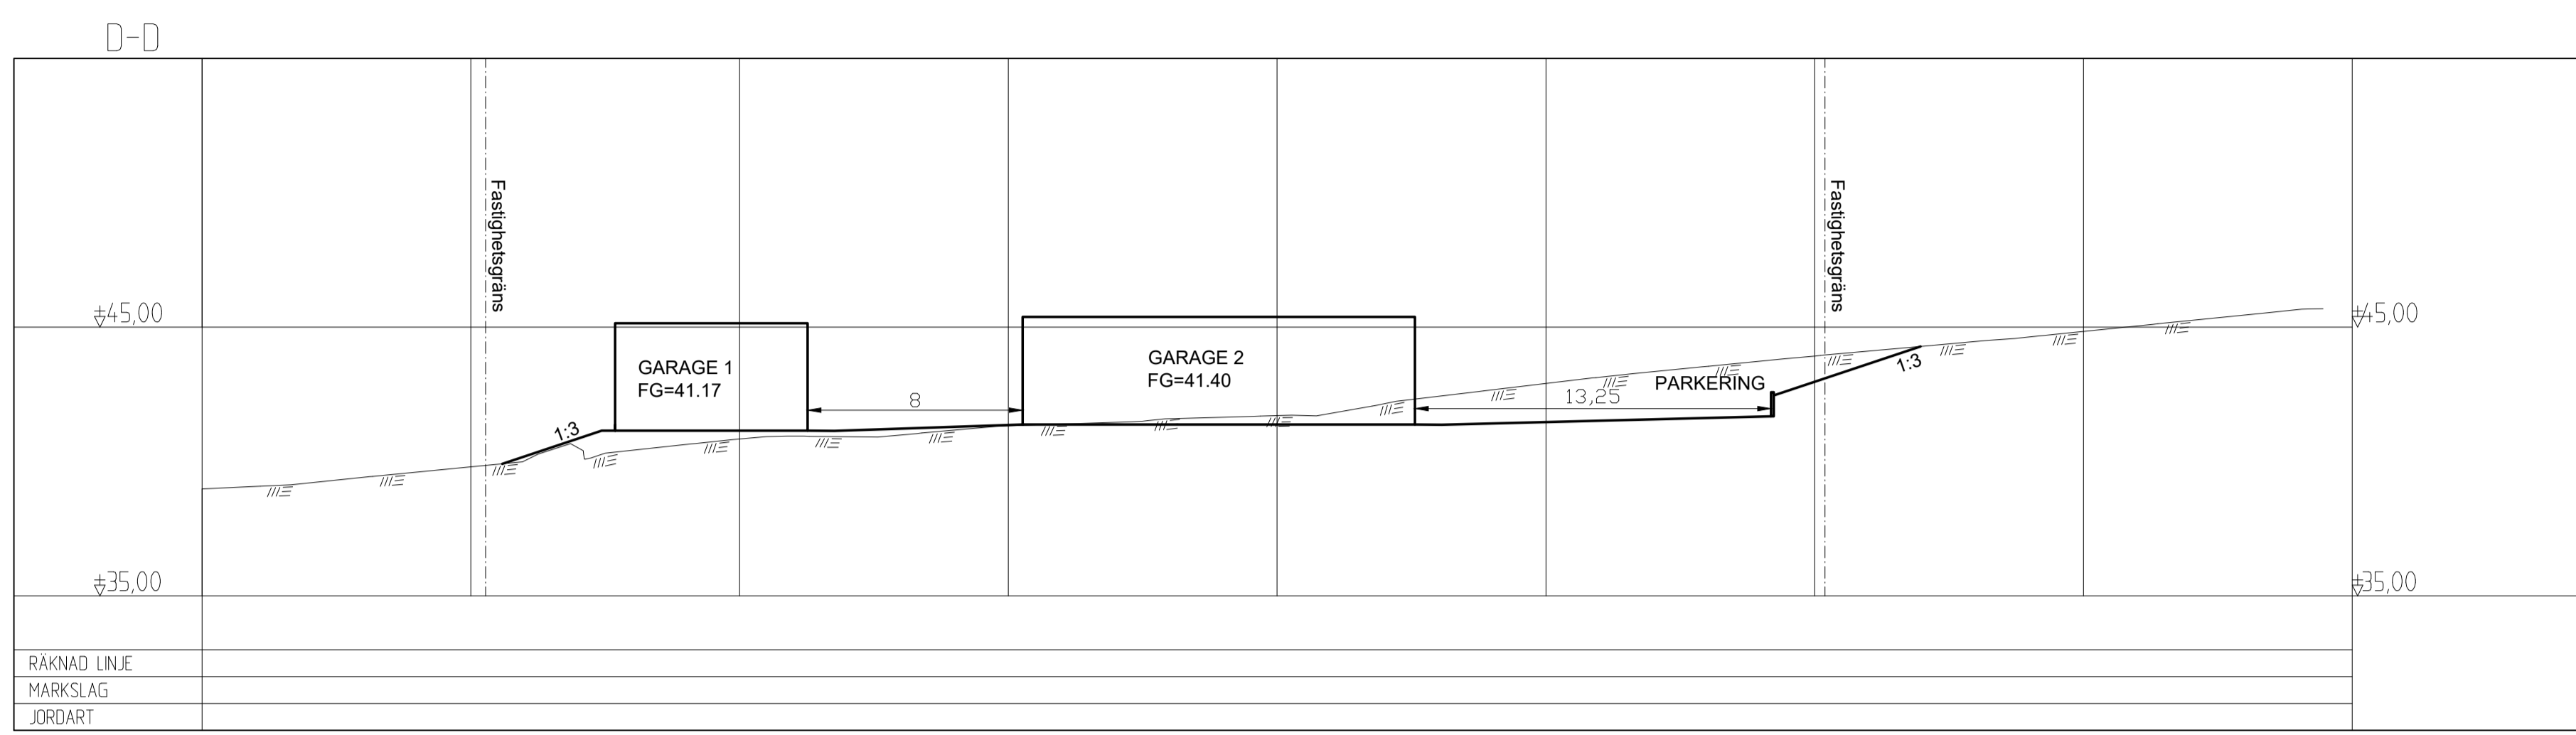 D-D
Fastighetsgräns
Fastighetsgräns
±45,00
±45,00
GARAGE 1
FG=41.17
GARAGE 2
FG=41.40
PARKERING
1:3
8
13,25
1:3
±35,00
±35,00
RÄKNAD LINJE
MARKSLAG
JORDART